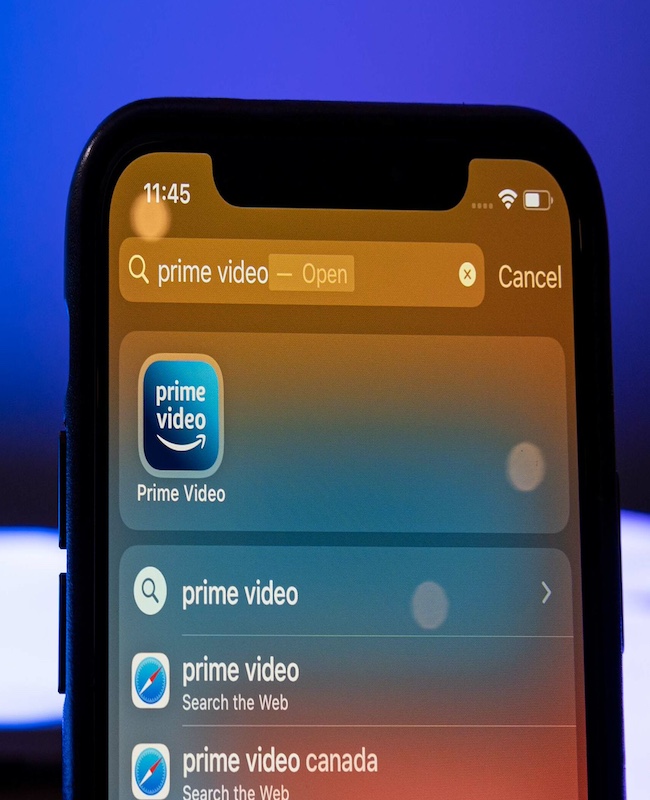 11:45
prime video — Open
Cancel
prime
video
Prime Video
prime video
prime video
Search the Web
prime video canada
Search the Web